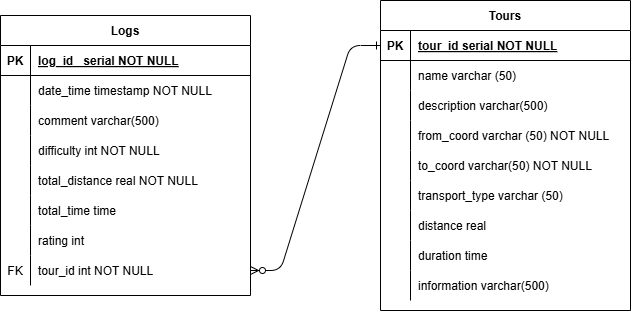 Logs
PK log_id serial NOT NULL
date_time timestamp NOT NULL
comment varchar(500)
difficulty int NOT NULL
total_distance real NOT NULL
total_time time
rating int
FK tour_id int NOT NULL
Tours
PK tour_id serial NOT NULL
name varchar (50)
description varchar(500)
from_coord varchar (50) NOT NULL
to_coord varchar(50) NOT NULL
transport_type varchar (50)
distance real
duration time
information varchar(500)